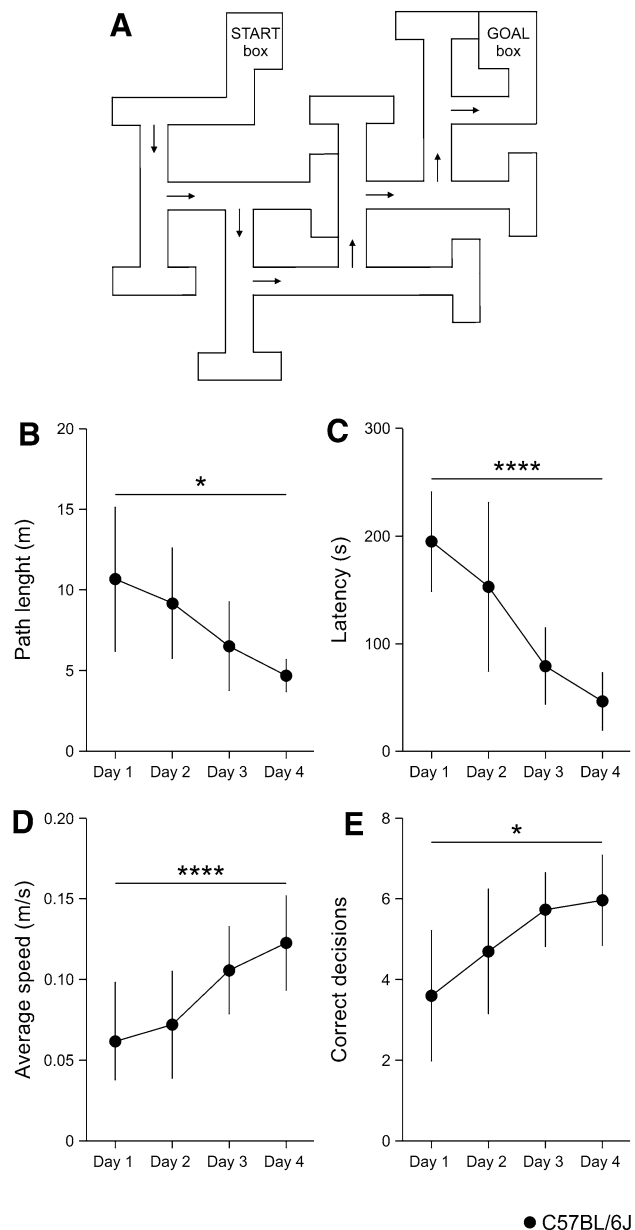 A
START
box
GOAL
box
B
20
15
10
5
0
Path lenght (m)
*
Day 1 Day 2 Day 3 Day 4
C
300
200
100
0
Latency (s)
****
Day 1 Day 2 Day 3 Day 4
D
0.20
0.15
0.10
0.05
0
Average speed (m/s)
****
Day 1 Day 2 Day 3 Day 4
E
8
6
4
2
0
Correct decisions
*
Day 1 Day 2 Day 3 Day 4
C57BL/6J